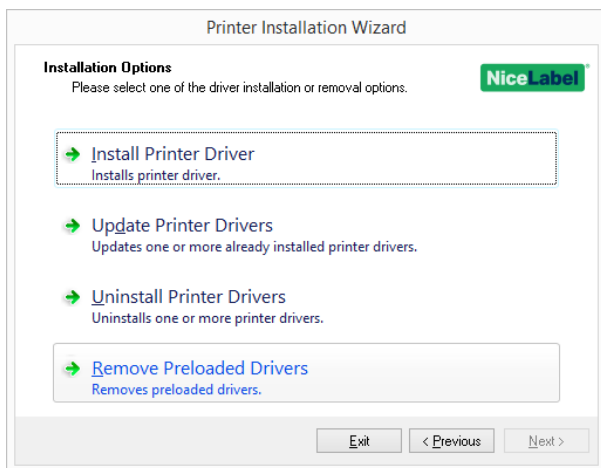 Printer Installation Wizard
Installation Options
Please select one of the driver installation or removal options.
NiceLabel
Install Printer Driver
Installs printer driver.
Update Printer Drivers
Updates one or more already installed printer drivers.
Uninstall Printer Drivers
Uninstalls one or more printer drivers.
Remove Preloaded Drivers
Removes preloaded drivers.
Exit
< Previous
Next >